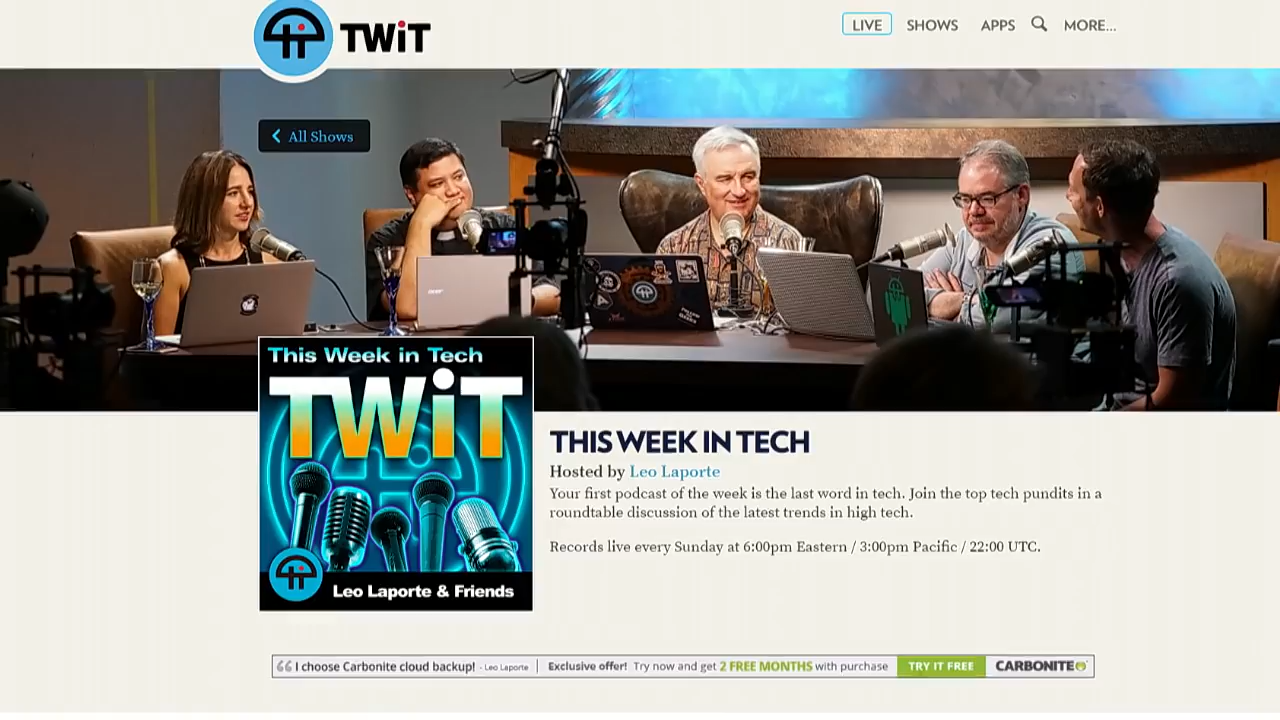 TWiT
LIVE
SHOWS
APPS
MORE...
All Shows
This Week in Tech
TWiT
Leo Laporte & Friends
THIS WEEK IN TECH
Hosted by Leo Laporte
Your first podcast of the week is the last word in tech. Join the top tech pundits in a
roundtable discussion of the latest trends in high tech.
Records live every Sunday at 6:00pm Eastern / 3:00pm Pacific / 22:00 UTC.
I choose Carbonite cloud backup! - Leo Laporte
Exclusive offer! Try now and get 2 FREE MONTHS with purchase
TRY IT FREE
CARBONITE